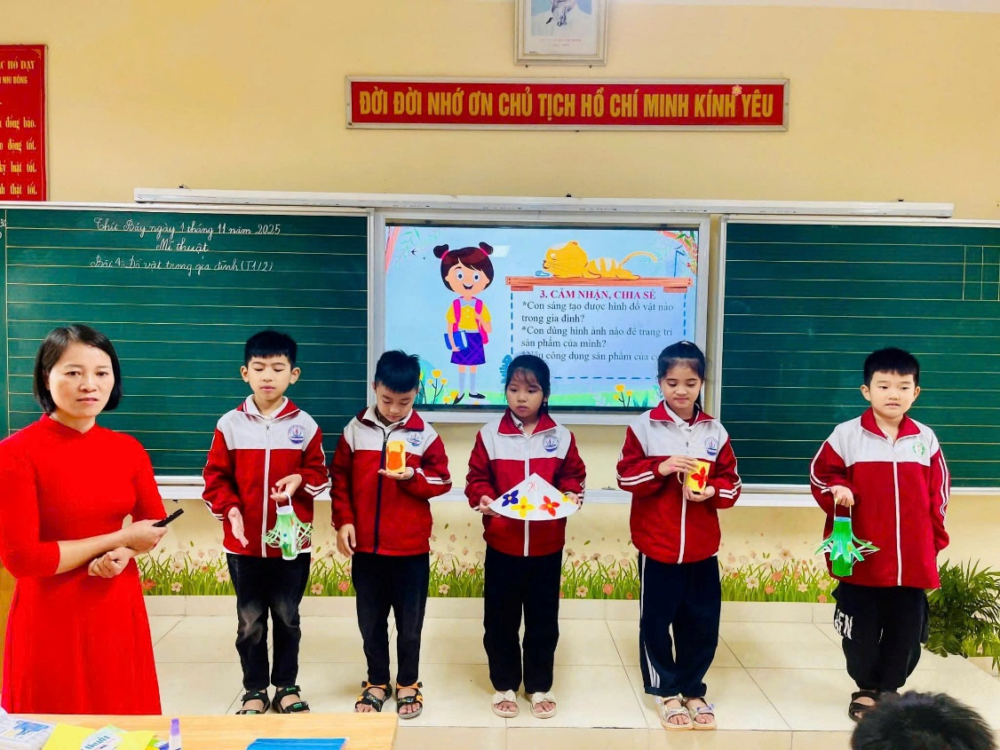 ĐỜI ĐỜI NHỚ ƠN CHỦ TỊCH HỒ CHÍ MINH KÍNH YÊU
HỒ DẠY
NHI ĐỒNG
đồng bào.
động tốt.
kỷ luật tốt.
thật tốt.
Thứ Bảy ngày 1 tháng 11 năm 2025
Mĩ thuật
Bài 4: Đồ vật trong gia đình (T1/2)
3. CẢM NHẬN, CHIA SẺ
*Con sáng tạo được hình đồ vật nào
trong gia đình?
*Con dùng hình ảnh nào để trang trí
sản phẩm của mình?
*Nêu công dụng sản phẩm của
20